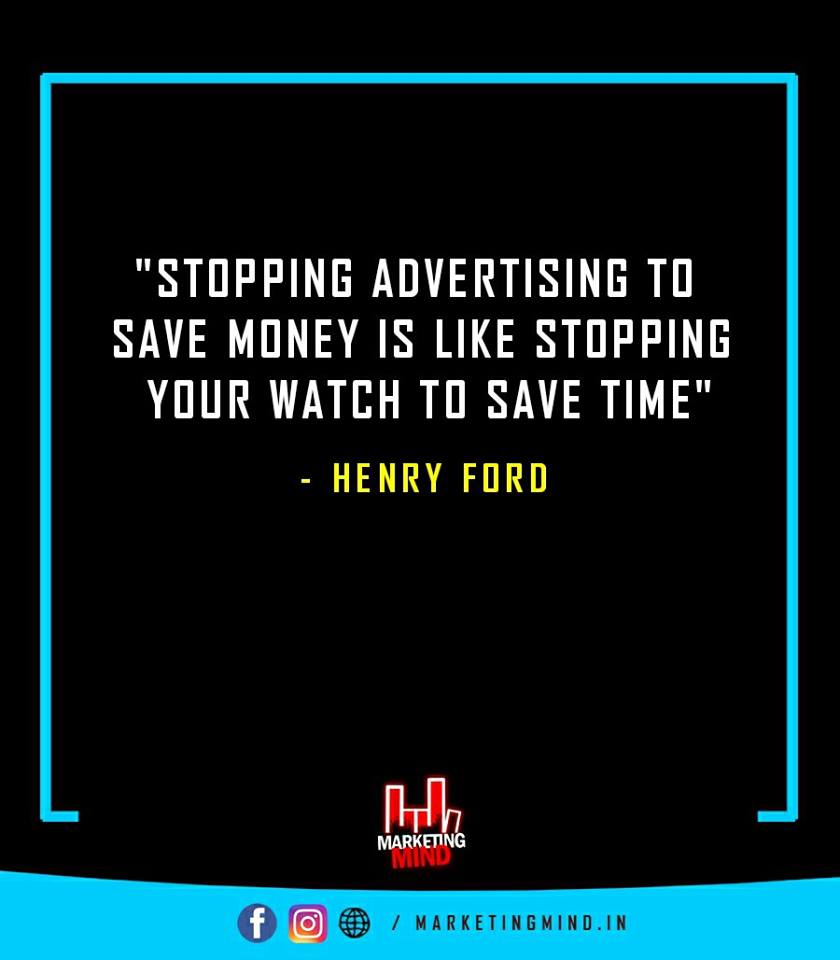 "STOPPING ADVERTISING TO
SAVE MONEY IS LIKE STOPPING
YOUR WATCH TO SAVE TIME"
- HENRY FORD
MARKETING
MIND
/ MARKETINGMIND.IN